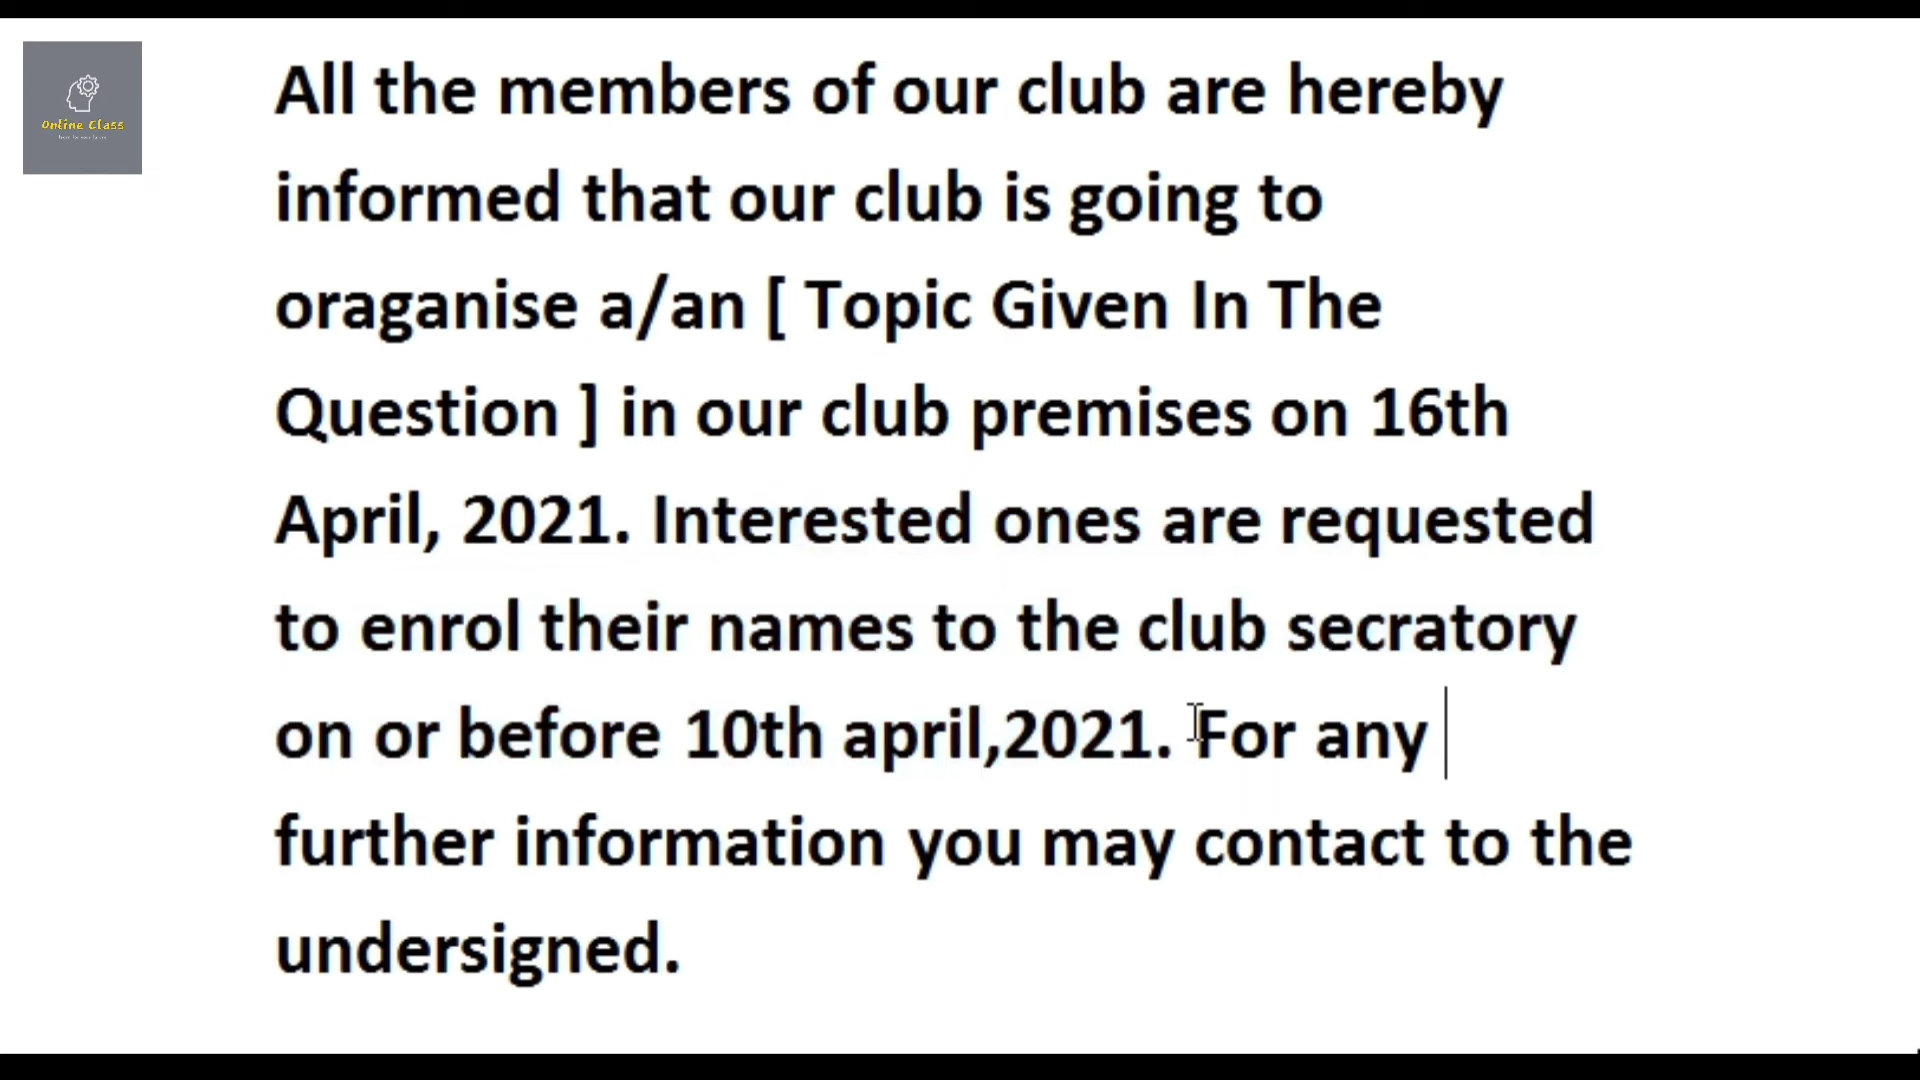 Online Class
All the members of our club are hereby
informed that our club is going to
oraganise a/an [ Topic Given In The
Question ] in our club premises on 16th
April, 2021. Interested ones are requested
to enrol their names to the club secratory
on or before 10th april,2021. For any
further information you may contact to the
undersigned.